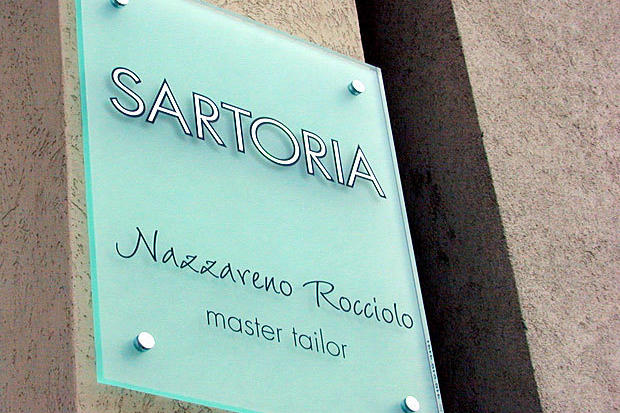 SARTORIA
Nazzareno Rocciolo
master tailor